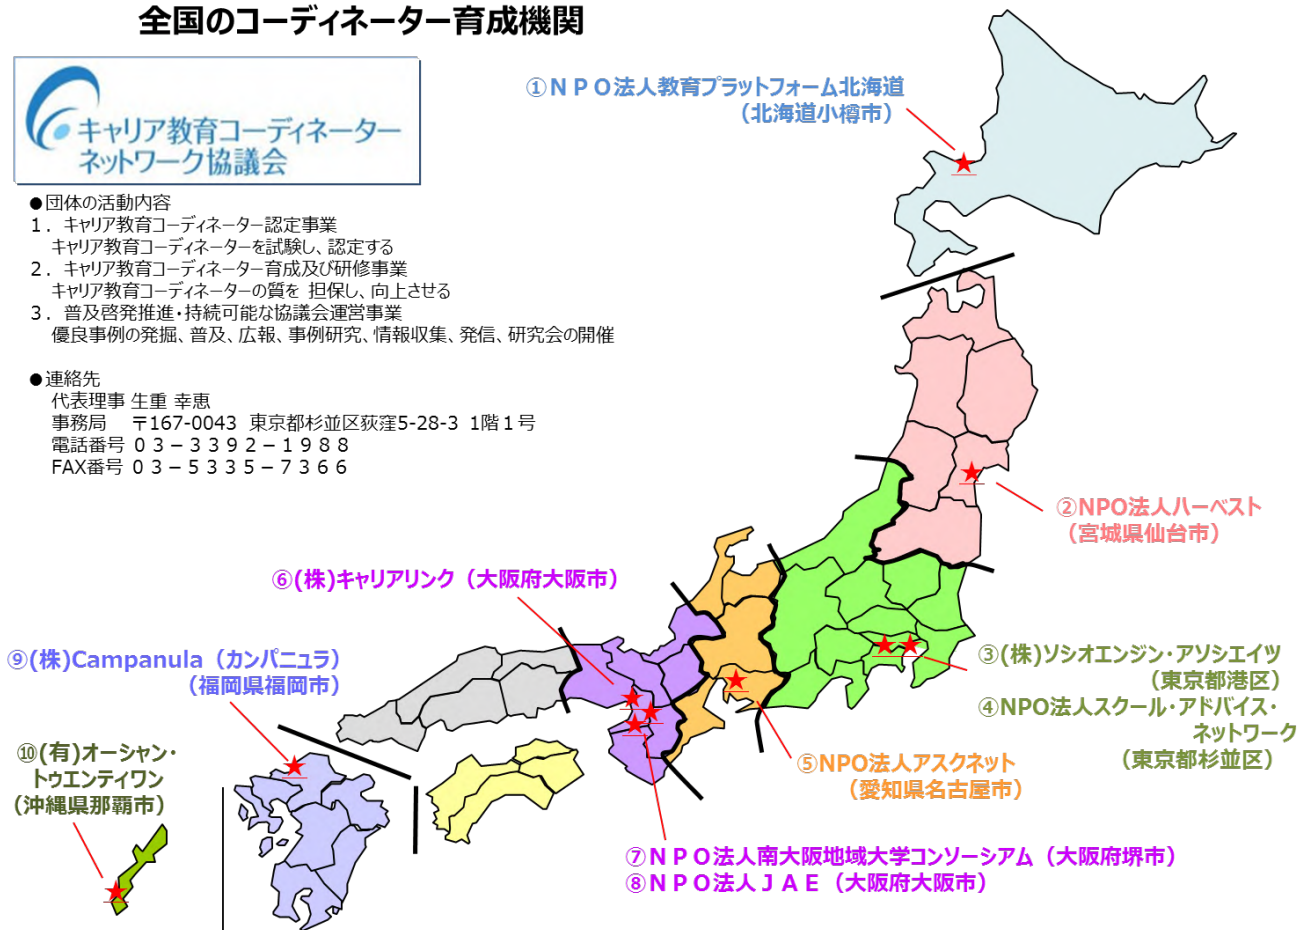 全国のコーディネーター育成機関
キャリア教育コーディネーター
ネットワーク協議会
●団体の活動内容
1．キャリア教育コーディネーター認定事業
キャリア教育コーディネーターを試験し、認定する
2．キャリア教育コーディネーター育成及び研修事業
キャリア教育コーディネーターの質を 担保し、向上させる
3．普及啓発推進・持続可能な協議会運営事業
優良事例の発掘、普及、広報、事例研究、情報収集、発信、研究会の開催
●連絡先
代表理事 生重 幸恵
事務局　〒167-0043 東京都杉並区荻窪5-28-3 1階１号
電話番号 ０３－３３９２－１９８８
FAX番号 ０３－５３３５－７３６６
①ＮＰＯ法人教育プラットフォーム北海道
（北海道小樽市）
②NPO法人ハーベスト
（宮城県仙台市）
③(株)ソシオエンジン・アソシエイツ
（東京都港区）
④NPO法人スクール・アドバイス・
ネットワーク
（東京都杉並区）
⑤NPO法人アスクネット
（愛知県名古屋市）
⑥(株)キャリアリンク（大阪府大阪市）
⑦ＮＰＯ法人南大阪地域大学コンソーシアム（大阪府堺市）
⑧ＮＰＯ法人ＪＡＥ（大阪府大阪市）
⑨(株)Campanula（カンパニュラ）
（福岡県福岡市）
⑩(有)オーシャン・
トゥエンティワン
（沖縄県那覇市）